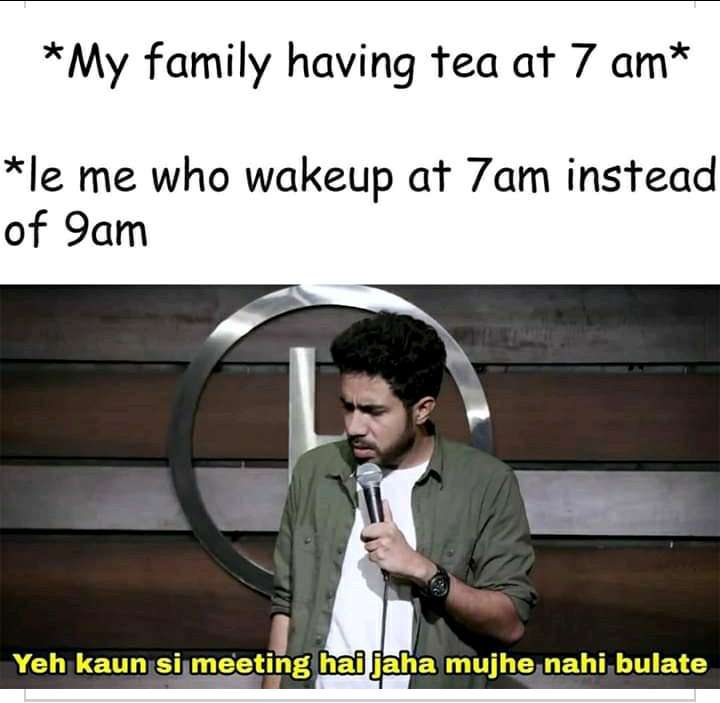 *My family having tea at 7 am*
*le me who wakeup at 7am instead
of 9am
Yeh kaun si meeting hai jaha mujhe nahi bulate